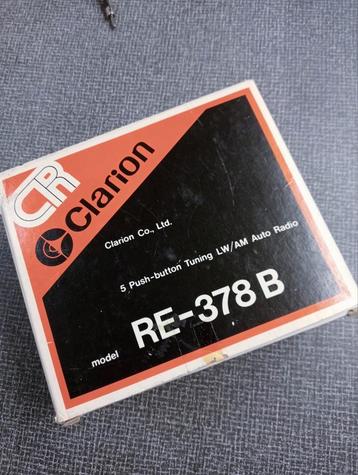 CR
Clarion
Clarion Co., Ltd.
5 Push-button Tuning LW/AM Auto Radio
model RE-378 B